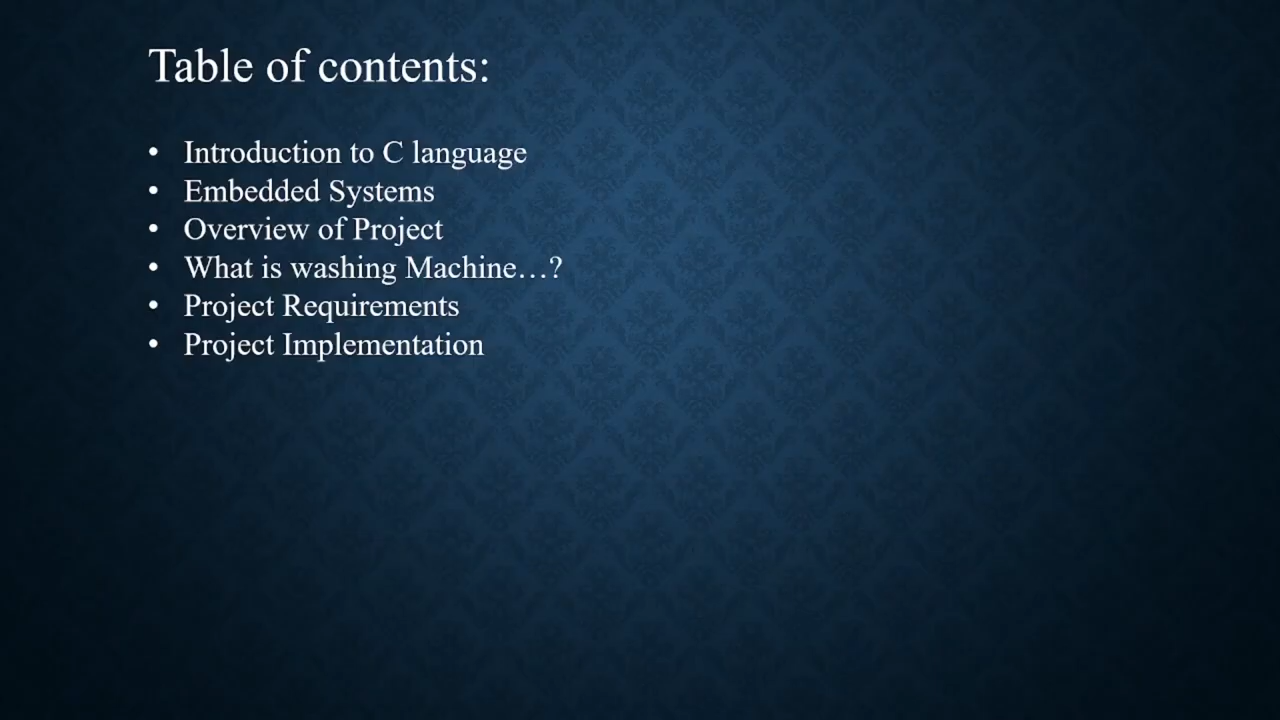 Table of contents:
• Introduction to C language
• Embedded Systems
• Overview of Project
• What is washing Machine…?
• Project Requirements
• Project Implementation